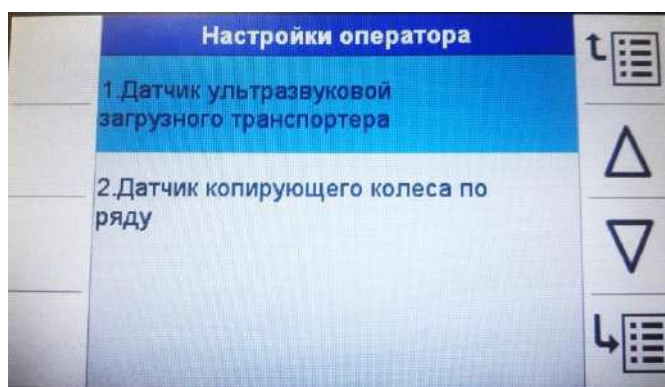 Настройки оператора
1.Датчик ультразвуковой
загрузного транспортера
2.Датчик копирующего колеса по
ряду